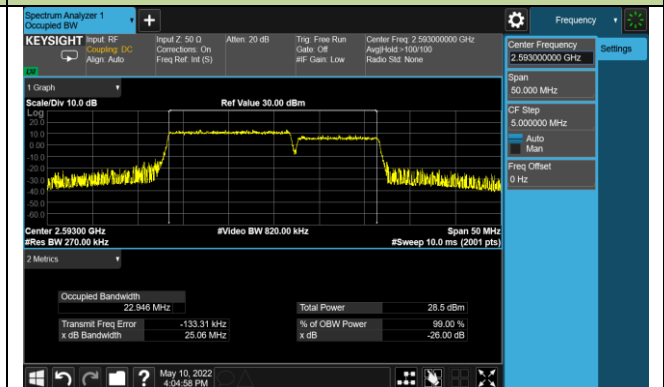 Spectrum Analyzer 1
Occupied BW
Frequency
KEYSIGHT
Input: RF
Coupling: DC
Align: Auto
Input Z: 50 Ω
Corrections: On
Freq Ref: Int (S)
Atten: 20 dB
Trig: Free Run
Gate: Off
#IF Gain: Low
Center Freq: 2.593000000 GHz
Avg|Hold:>100/100
Radio Std: None
Center Frequency
2.593000000 GHz
Settings
Span
50.000 MHz
CF Step
5.000000 MHz
Auto
Man
Freq Offset
0 Hz
1 Graph
Scale/Div 10.0 dB
Ref Value 30.00 dBm
Log
20.0
10.0
0.00
-10.0
-20.0
-30.0
-40.0
-50.0
-60.0
Center 2.59300 GHz
#Video BW 820.00 kHz
Span 50 MHz
#Res BW 270.00 kHz
#Sweep 10.0 ms (2001 pts)
2 Metrics
Occupied Bandwidth
22.946 MHz
Total Power 28.5 dBm
Transmit Freq Error -133.31 kHz
% of OBW Power 99.00 %
x dB Bandwidth 25.06 MHz
x dB -26.00 dB
?
May 10, 2022
4:04:58 PM